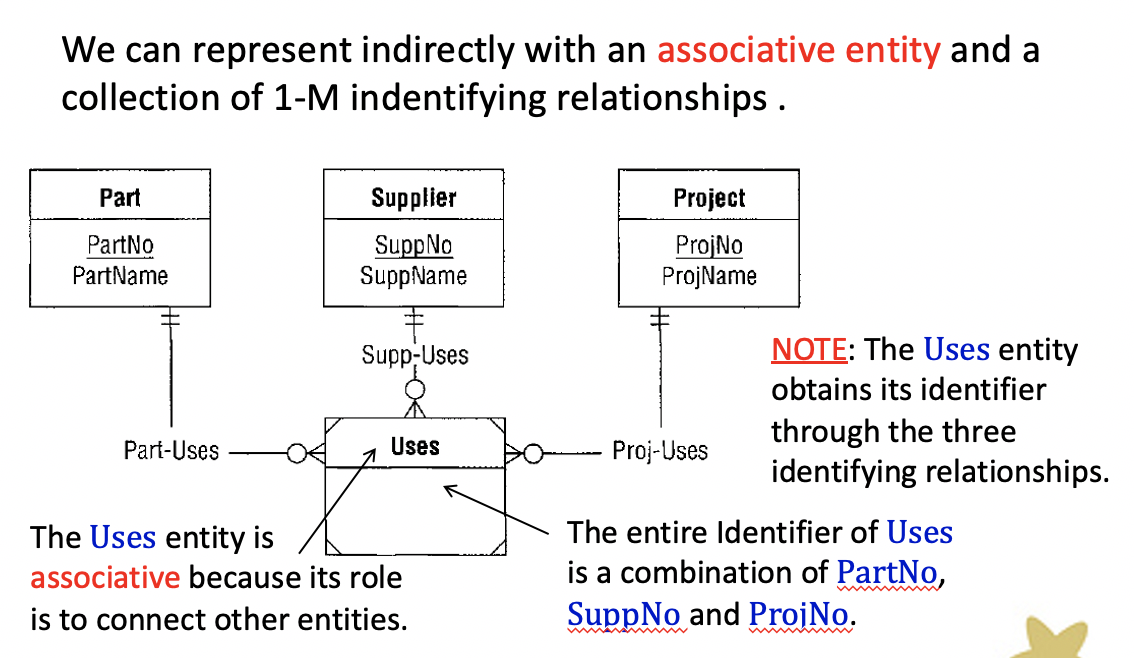 We can represent indirectly with an associative entity and a
collection of 1-M indentifying relationships .
Part
PartNo
PartName
Supplier
SuppNo
SuppName
Project
ProjNo
ProjName
Supp-Uses
Part-Uses
Uses
Proj-Uses
NOTE: The Uses entity
obtains its identifier
through the three
identifying relationships.
The Uses entity is
associative because its role
is to connect other entities.
The entire Identifier of Uses
is a combination of PartNo,
SuppNo and ProjNo.